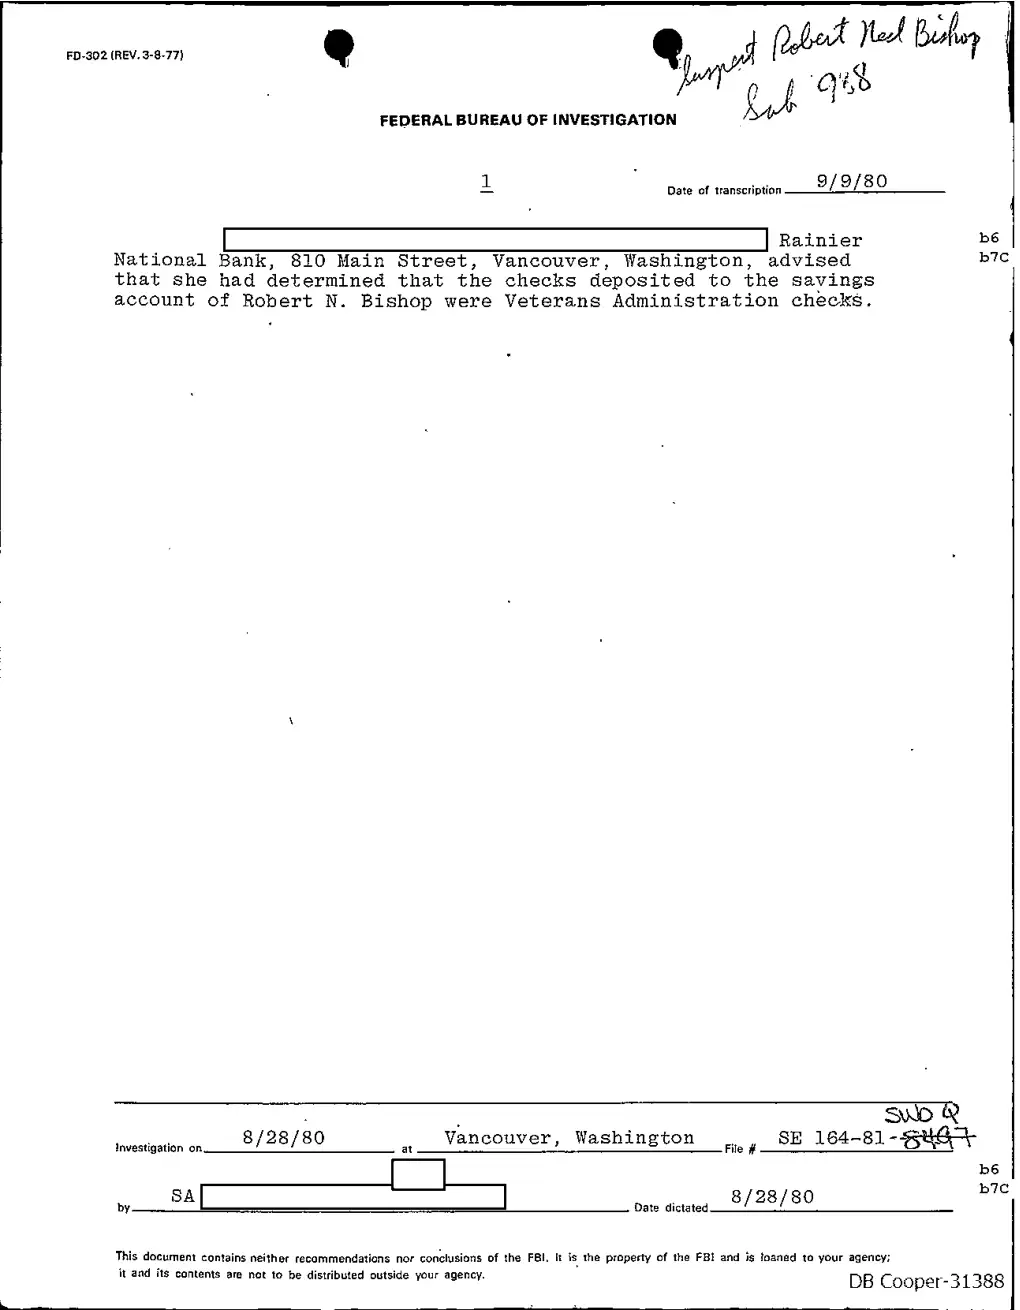 Suspect Robert Ned Bishop
FD-302 (REV. 3-8-77)
Sub 938
FEDERAL BUREAU OF INVESTIGATION
1
Date of transcription 9/9/80
Rainier b6
National Bank, 810 Main Street, Vancouver, Washington, advised b7C
that she had determined that the checks deposited to the savings
account of Robert N. Bishop were Veterans Administration checks.
Sub Q
Investigation on 8/28/80 at Vancouver, Washington File # SE 164-81-8497
b6
by SA Date dictated 8/28/80 b7C
This document contains neither recommendations nor conclusions of the FBI. It is the property of the FBI and is loaned to your agency;
it and its contents are not to be distributed outside your agency.
DB Cooper-31388